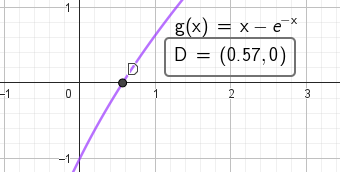 1
g(x) = x − e⁻ˣ
D = (0.57, 0)
D
−1 0 1 2 3
−1